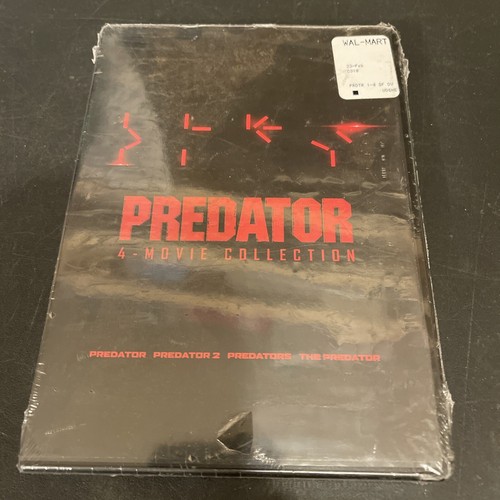 WAL-MART
PREDATOR
4-MOVIE COLLECTION
PREDATOR PREDATOR 2 PREDATORS THE PREDATOR